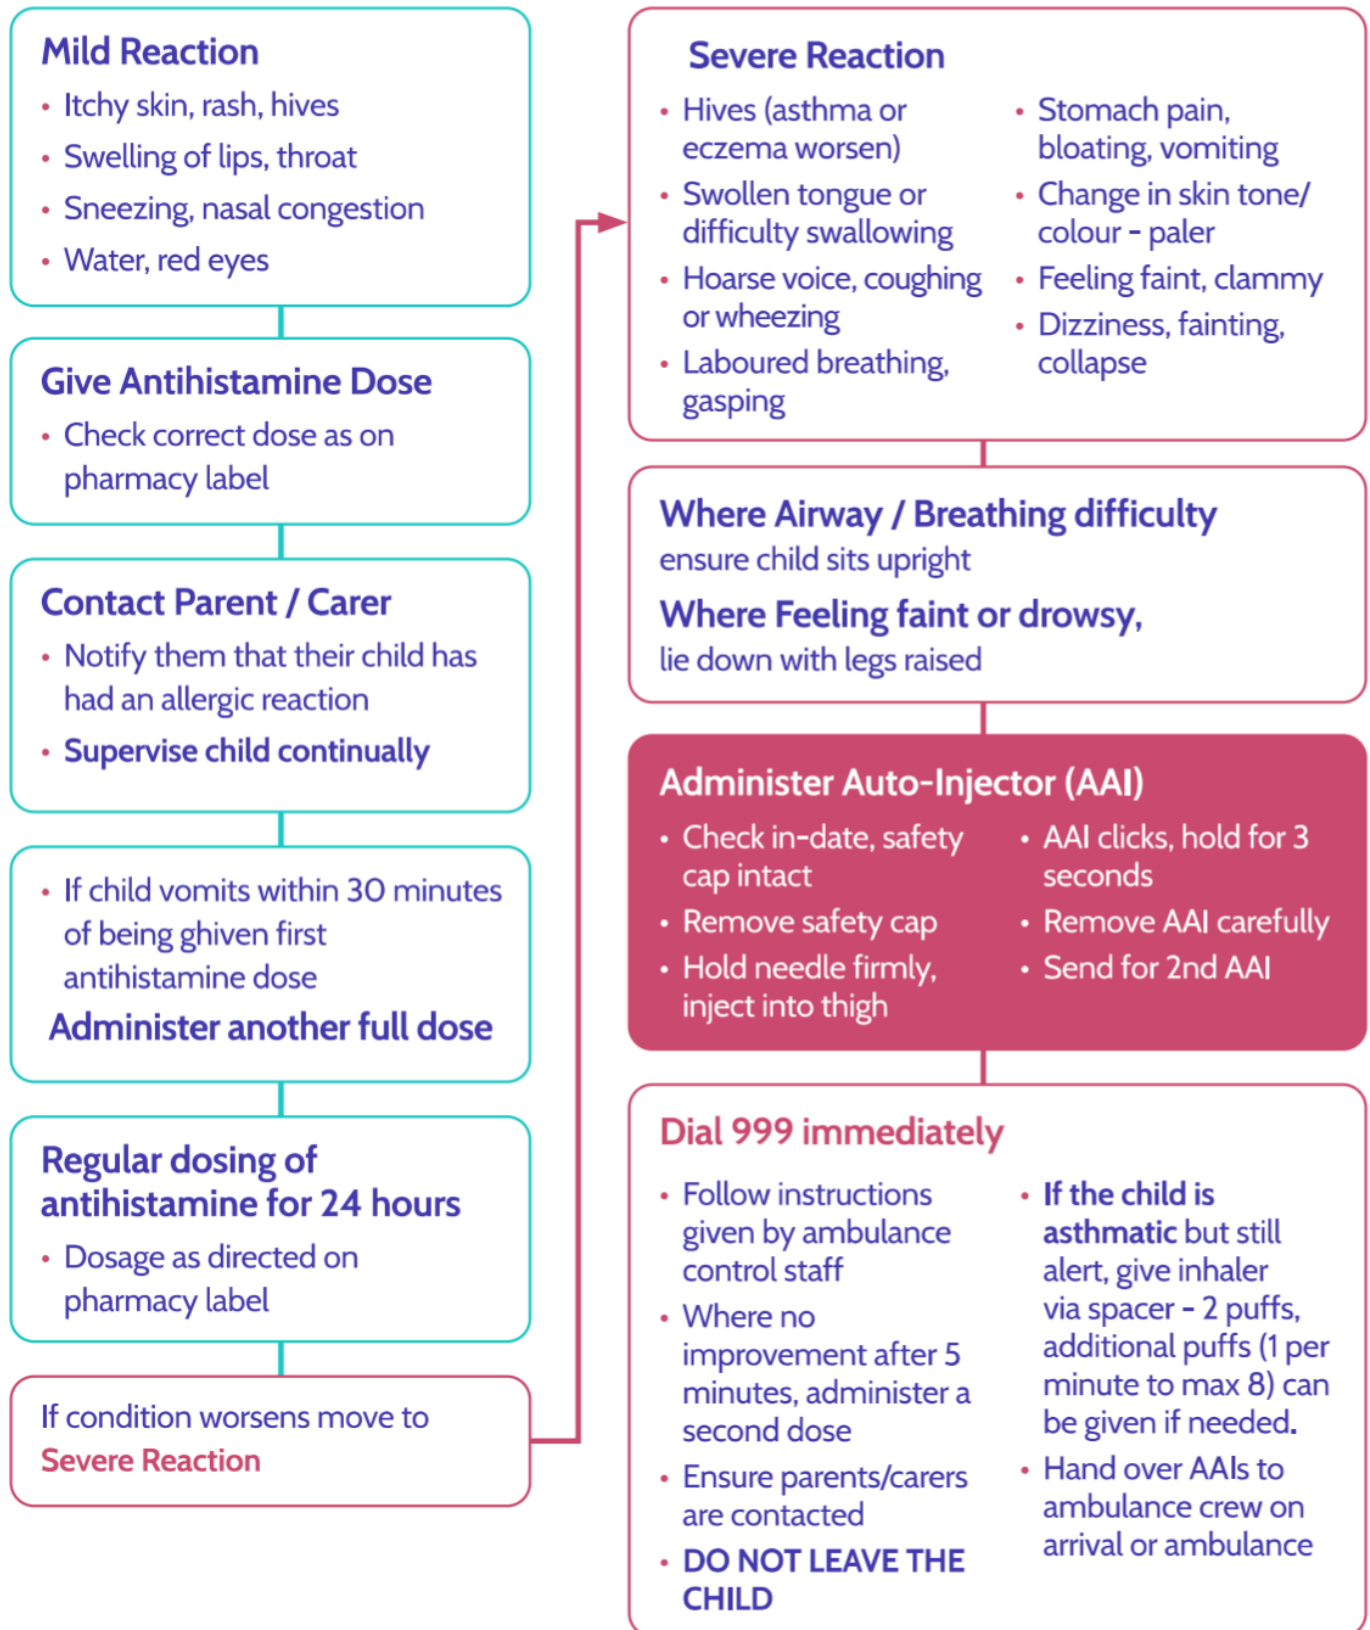 Mild Reaction
• Itchy skin, rash, hives
• Swelling of lips, throat
• Sneezing, nasal congestion
• Water, red eyes
Give Antihistamine Dose
• Check correct dose as on
pharmacy label
Contact Parent / Carer
• Notify them that their child has
had an allergic reaction
• Supervise child continually
• If child vomits within 30 minutes
of being ghiven first
antihistamine dose
Administer another full dose
Regular dosing of
antihistamine for 24 hours
• Dosage as directed on
pharmacy label
If condition worsens move to
Severe Reaction
Severe Reaction
• Hives (asthma or
eczema worsen)
• Swollen tongue or
difficulty swallowing
• Hoarse voice, coughing
or wheezing
• Laboured breathing,
gasping
• Stomach pain,
bloating, vomiting
• Change in skin tone/
colour - paler
• Feeling faint, clammy
• Dizziness, fainting,
collapse
Where Airway / Breathing difficulty
ensure child sits upright
Where Feeling faint or drowsy,
lie down with legs raised
Administer Auto-Injector (AAI)
• Check in-date, safety
cap intact
• Remove safety cap
• Hold needle firmly,
inject into thigh
• AAI clicks, hold for 3
seconds
• Remove AAI carefully
• Send for 2nd AAI
Dial 999 immediately
• Follow instructions
given by ambulance
control staff
• Where no
improvement after 5
minutes, administer a
second dose
• Ensure parents/carers
are contacted
• DO NOT LEAVE THE
CHILD
• If the child is
asthmatic but still
alert, give inhaler
via spacer - 2 puffs,
additional puffs (1 per
minute to max 8) can
be given if needed.
• Hand over AAIs to
ambulance crew on
arrival or ambulance